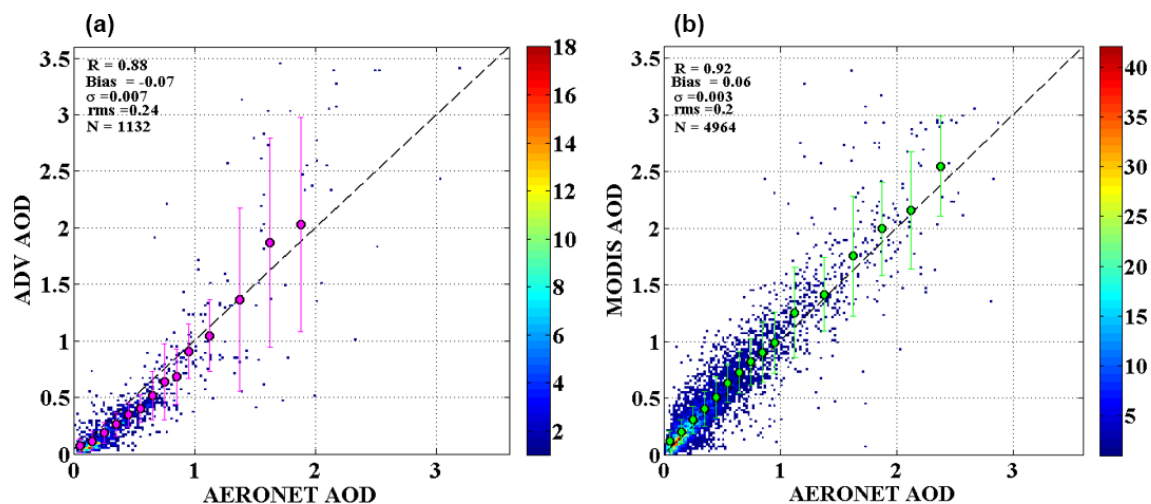 (a)
R = 0.88
Bias = -0.07
σ =0.007
rms =0.24
N = 1132
3.5
3
2.5
2
1.5
1
0.5
0
0
1
2
3
ADV AOD
AERONET AOD
18
16
14
12
10
8
6
4
2
(b)
R = 0.92
Bias = 0.06
σ =0.003
rms =0.2
N = 4964
3.5
3
2.5
2
1.5
1
0.5
0
0
1
2
3
MODIS AOD
AERONET AOD
40
35
30
25
20
15
10
5